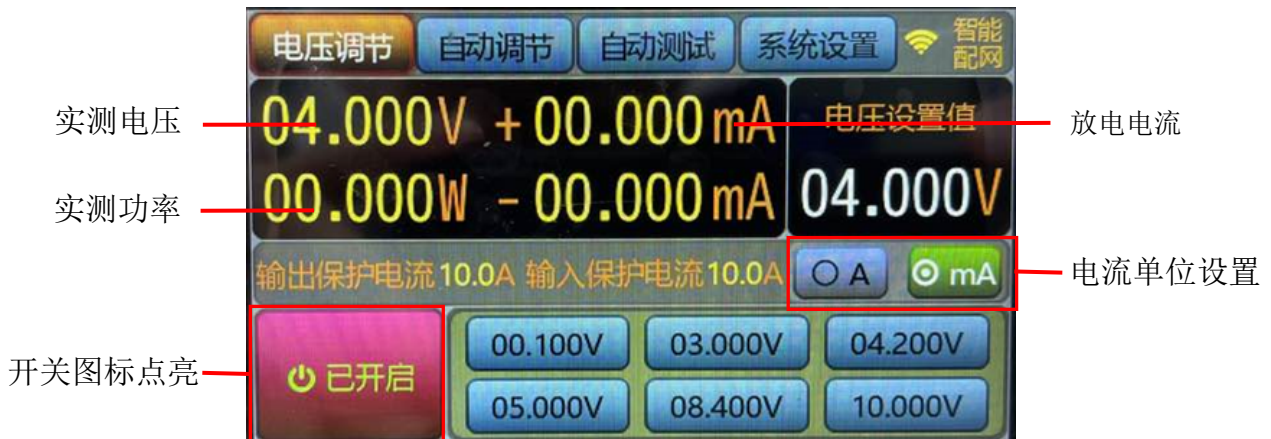 电压调节 自动调节 自动测试 系统设置 智能配网
实测电压 04.000V +00.000mA 电压设置值 放电电流
实测功率 00.000W -00.000mA 04.000V
输出保护电流10.0A 输入保护电流10.0A A mA 电流单位设置
开关图标点亮 已开启 00.100V 03.000V 04.200V
05.000V 08.400V 10.000V